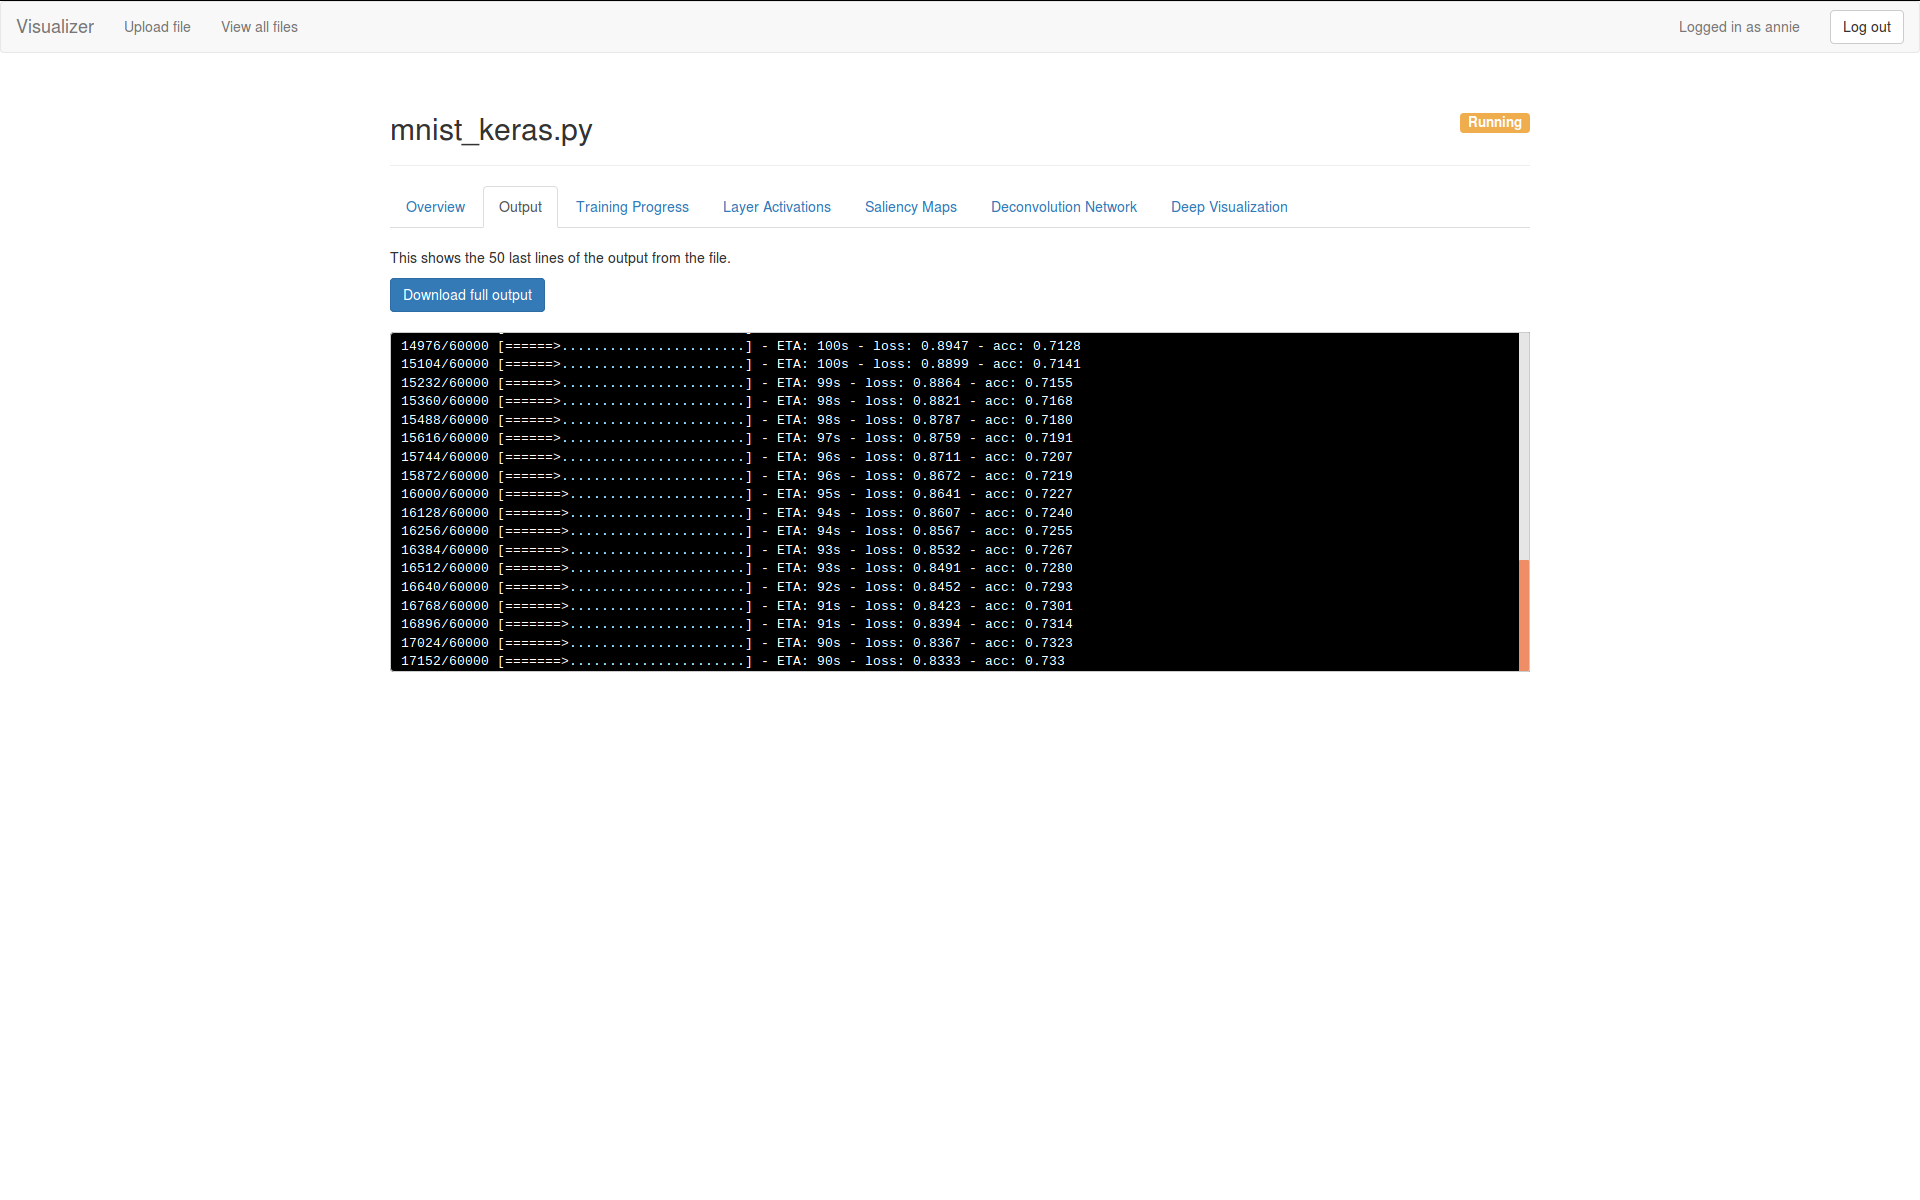 Visualizer Upload file View all files Logged in as annie Log out
mnist_keras.py Running
Overview Output Training Progress Layer Activations Saliency Maps Deconvolution Network Deep Visualization
This shows the 50 last lines of the output from the file.
Download full output
14976/60000 [======>.......................] - ETA: 100s - loss: 0.8947 - acc: 0.7128
15104/60000 [======>.......................] - ETA: 100s - loss: 0.8899 - acc: 0.7141
15232/60000 [======>.......................] - ETA: 99s - loss: 0.8864 - acc: 0.7155
15360/60000 [======>.......................] - ETA: 98s - loss: 0.8821 - acc: 0.7168
15488/60000 [======>.......................] - ETA: 98s - loss: 0.8787 - acc: 0.7180
15616/60000 [======>.......................] - ETA: 97s - loss: 0.8759 - acc: 0.7191
15744/60000 [======>.......................] - ETA: 96s - loss: 0.8711 - acc: 0.7207
15872/60000 [======>.......................] - ETA: 96s - loss: 0.8672 - acc: 0.7219
16000/60000 [=======>......................] - ETA: 95s - loss: 0.8641 - acc: 0.7227
16128/60000 [=======>......................] - ETA: 94s - loss: 0.8607 - acc: 0.7240
16256/60000 [=======>......................] - ETA: 94s - loss: 0.8567 - acc: 0.7255
16384/60000 [=======>......................] - ETA: 93s - loss: 0.8532 - acc: 0.7267
16512/60000 [=======>......................] - ETA: 93s - loss: 0.8491 - acc: 0.7280
16640/60000 [=======>......................] - ETA: 92s - loss: 0.8452 - acc: 0.7293
16768/60000 [=======>......................] - ETA: 91s - loss: 0.8423 - acc: 0.7301
16896/60000 [=======>......................] - ETA: 91s - loss: 0.8394 - acc: 0.7314
17024/60000 [=======>......................] - ETA: 90s - loss: 0.8367 - acc: 0.7323
17152/60000 [=======>......................] - ETA: 90s - loss: 0.8333 - acc: 0.733